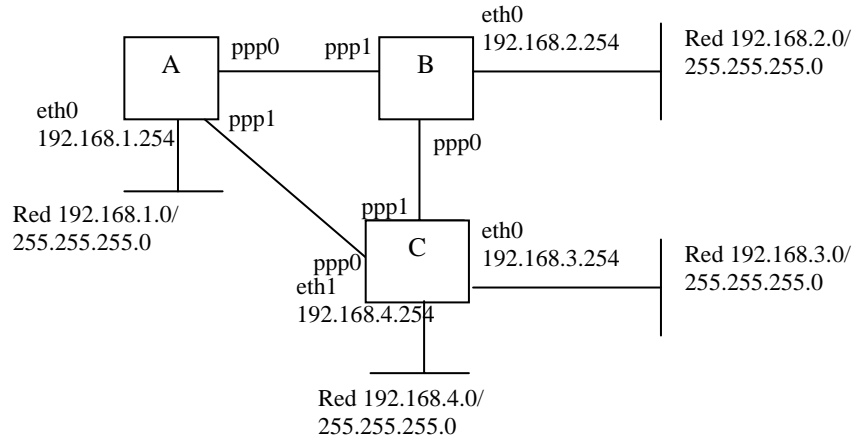 eth0
192.168.2.254
Red 192.168.2.0/
255.255.255.0
A
ppp0
ppp1
B
eth0
192.168.1.254
ppp1
ppp0
Red 192.168.1.0/
255.255.255.0
ppp1
C
eth0
192.168.3.254
Red 192.168.3.0/
255.255.255.0
ppp0
eth1
192.168.4.254
Red 192.168.4.0/
255.255.255.0